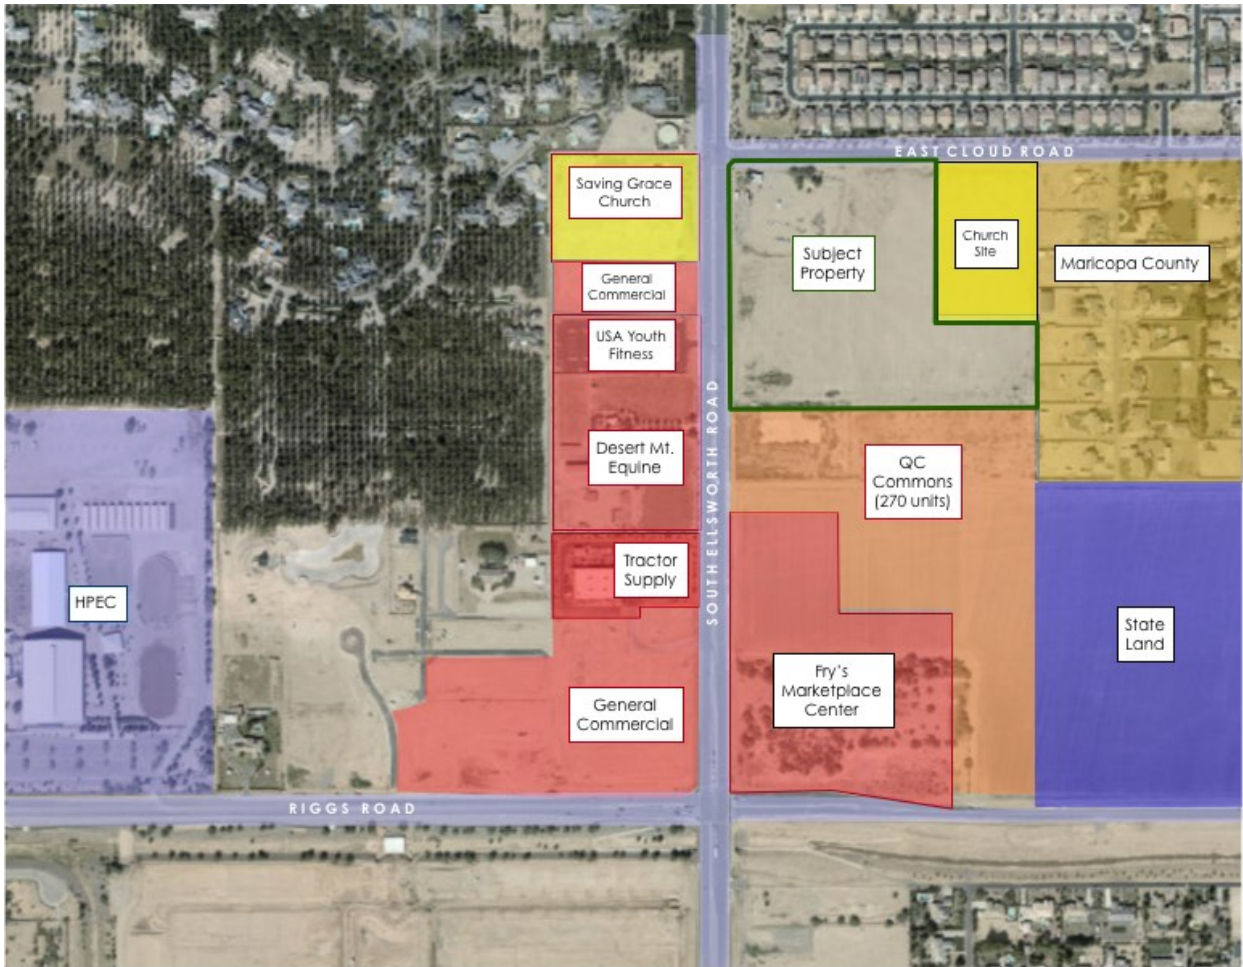 EAST CLOUD ROAD
Saving Grace
Church
Subject
Property
Church
Site
Maricopa County
General
Commercial
USA Youth
Fitness
Desert Mt.
Equine
QC
Commons
(270 units)
SOUTH ELLSWORTH ROAD
Tractor
Supply
HPEC
State
Land
Fry's
Marketplace
Center
General
Commercial
RIGGS ROAD